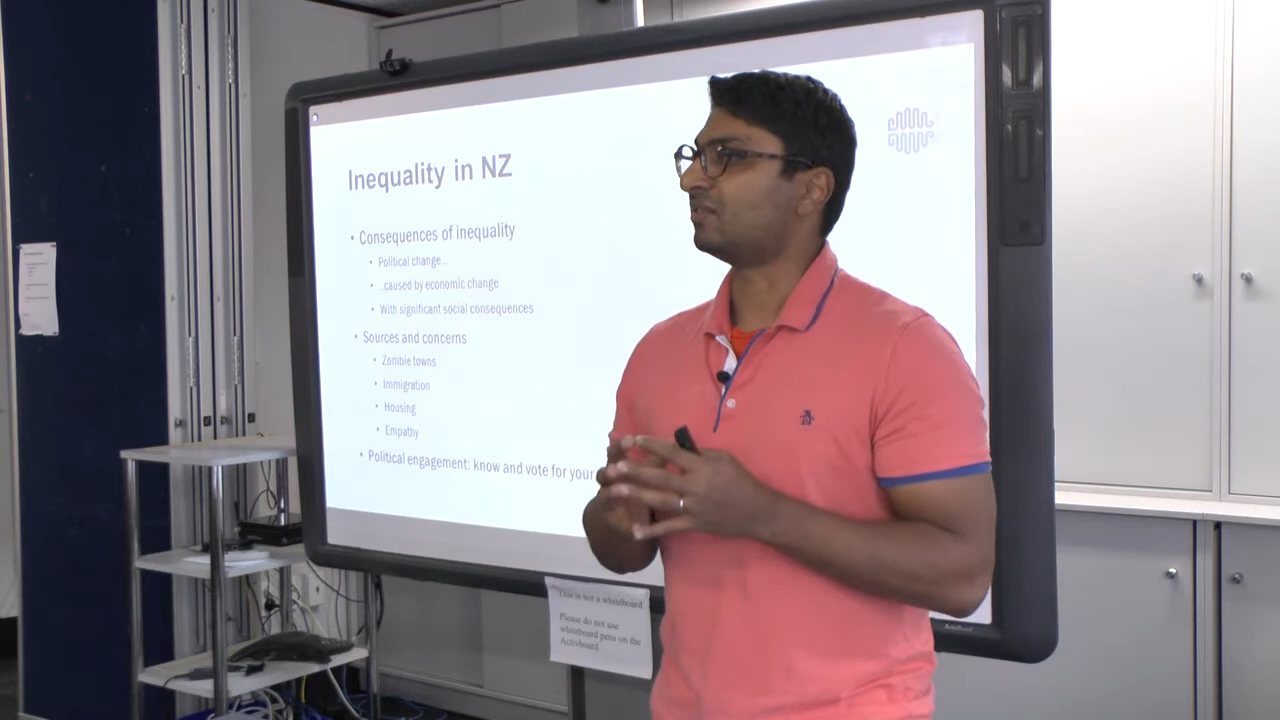 Inequality in NZ
• Consequences of inequality
• Political change...
• ..caused by economic change
• With significant social consequences
• Sources and concerns
• Zombie towns
• Immigration
• Housing
• Empathy
• Political engagement: know and vote for your
This is not a whiteboard
Please do not use
whiteboard pens on the
Activboard
ActivBoard